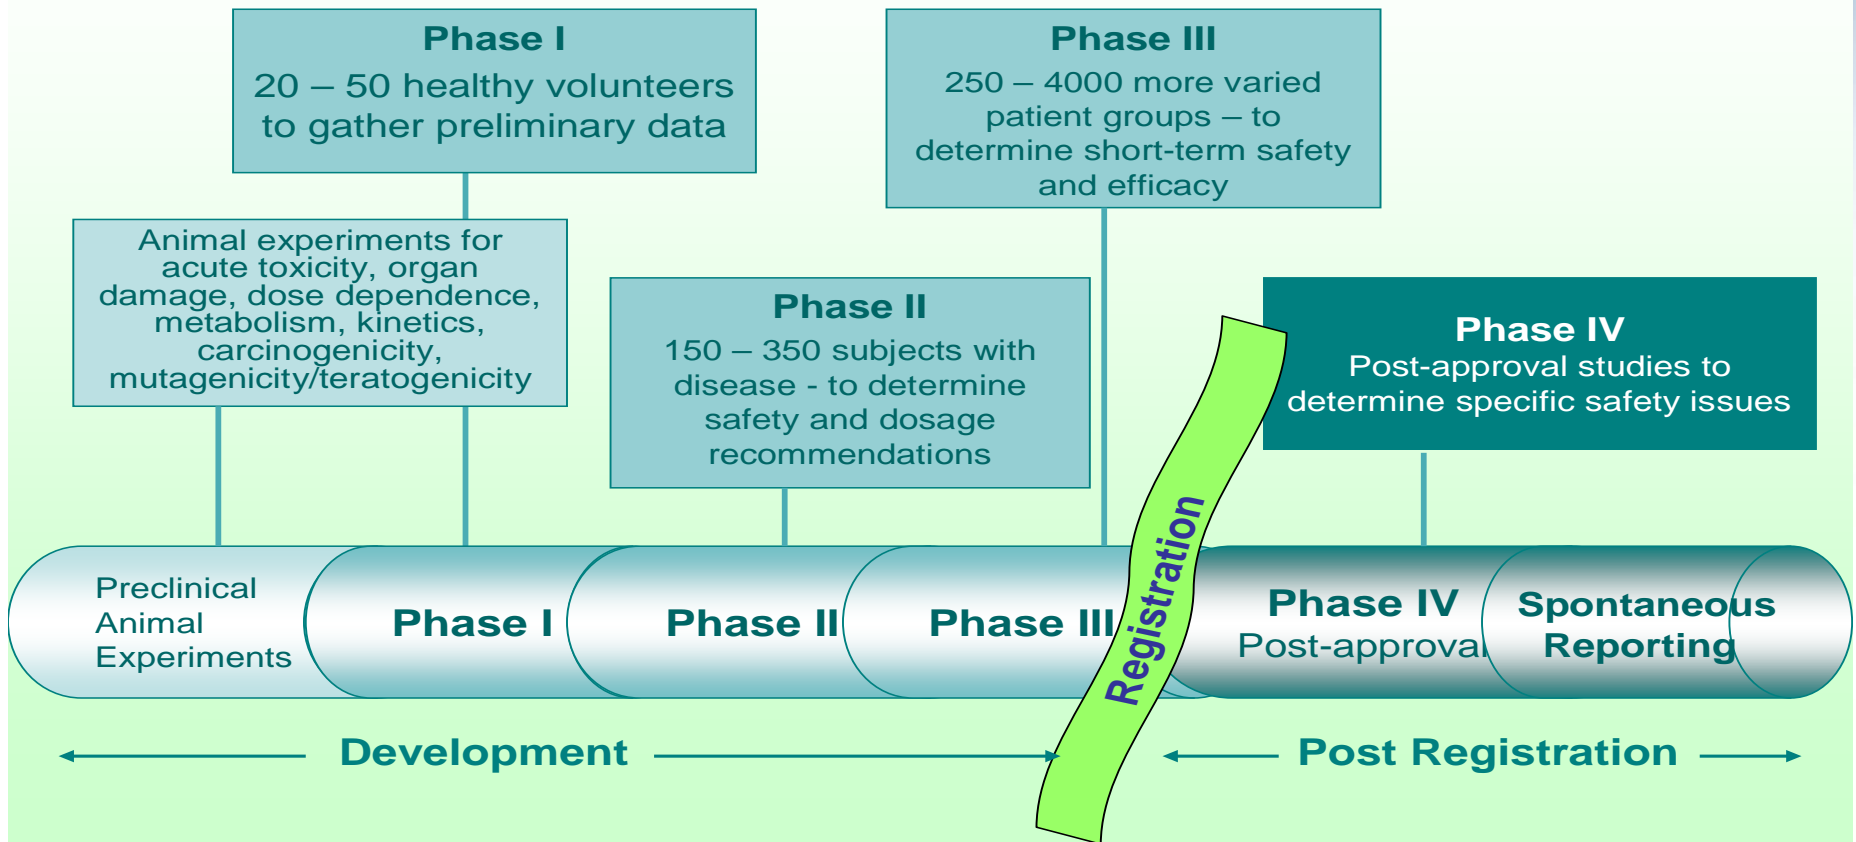 Phase I
20 – 50 healthy volunteers
to gather preliminary data
Phase III
250 – 4000 more varied
patient groups – to
determine short-term safety
and efficacy
Animal experiments for
acute toxicity, organ
damage, dose dependence,
metabolism, kinetics,
carcinogenicity,
mutagenicity/teratogenicity
Phase II
150 – 350 subjects with
disease - to determine
safety and dosage
recommendations
Phase IV
Post-approval studies to
determine specific safety issues
Preclinical
Animal
Experiments
Phase I
Phase II
Phase III
Registration
Phase IV
Post-approval
Spontaneous
Reporting
Development
Post Registration